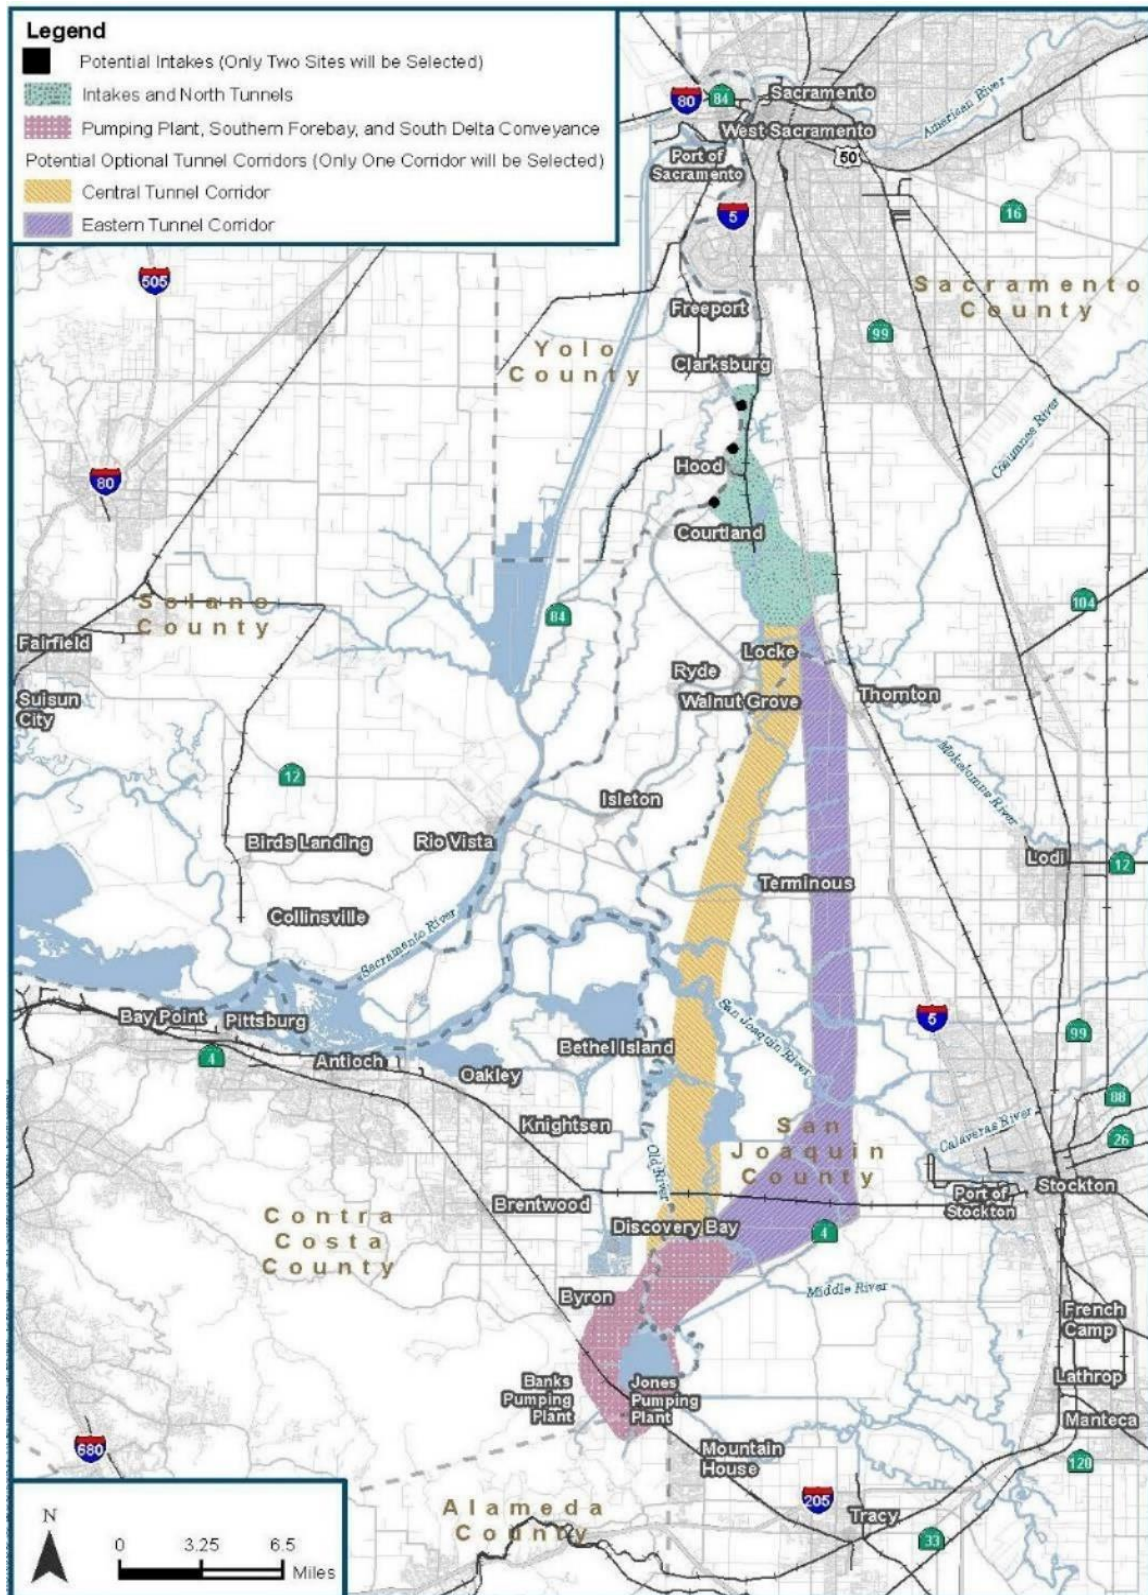 Legend
Potential Intakes (Only Two Sites will be Selected)
Intakes and North Tunnels
Pumping Plant, Southern Forebay, and South Delta Conveyance
Potential Optional Tunnel Corridors (Only One Corridor will be Selected)
Central Tunnel Corridor
Eastern Tunnel Corridor
80
84
Sacramento
American River
West Sacramento
50
Port of
Sacramento
5
16
505
Sacramento
County
Freeport
99
Yolo
County
Clarksburg
Cosumnes River
Hood
80
Courtland
Solano
County
84
104
Fairfield
Locke
Ryde
Suisun
City
Walnut Grove
Thornton
Mokelumne River
12
Isleton
Birds Landing
Rio Vista
Lodi
12
Terminous
Collinsville
Sacramento River
San Joaquin River
Bay Point
Pittsburg
5
99
4
Antioch
Bethel Island
Oakley
88
Knightsen
San
Joaquin
County
Calaveras River
26
Old River
Brentwood
Port of
Stockton
Stockton
Contra
Costa
County
Discovery Bay
4
Middle River
Byron
French
Camp
Banks
Pumping
Plant
Jones
Pumping
Plant
Lathrop
Manteca
680
Mountain
House
120
205
Alameda
County
Tracy
33
N
0 3.25 6.5
Miles